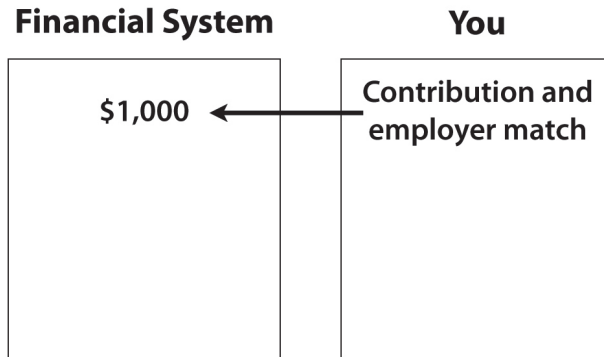 Financial System
You
$1,000
Contribution and
employer match